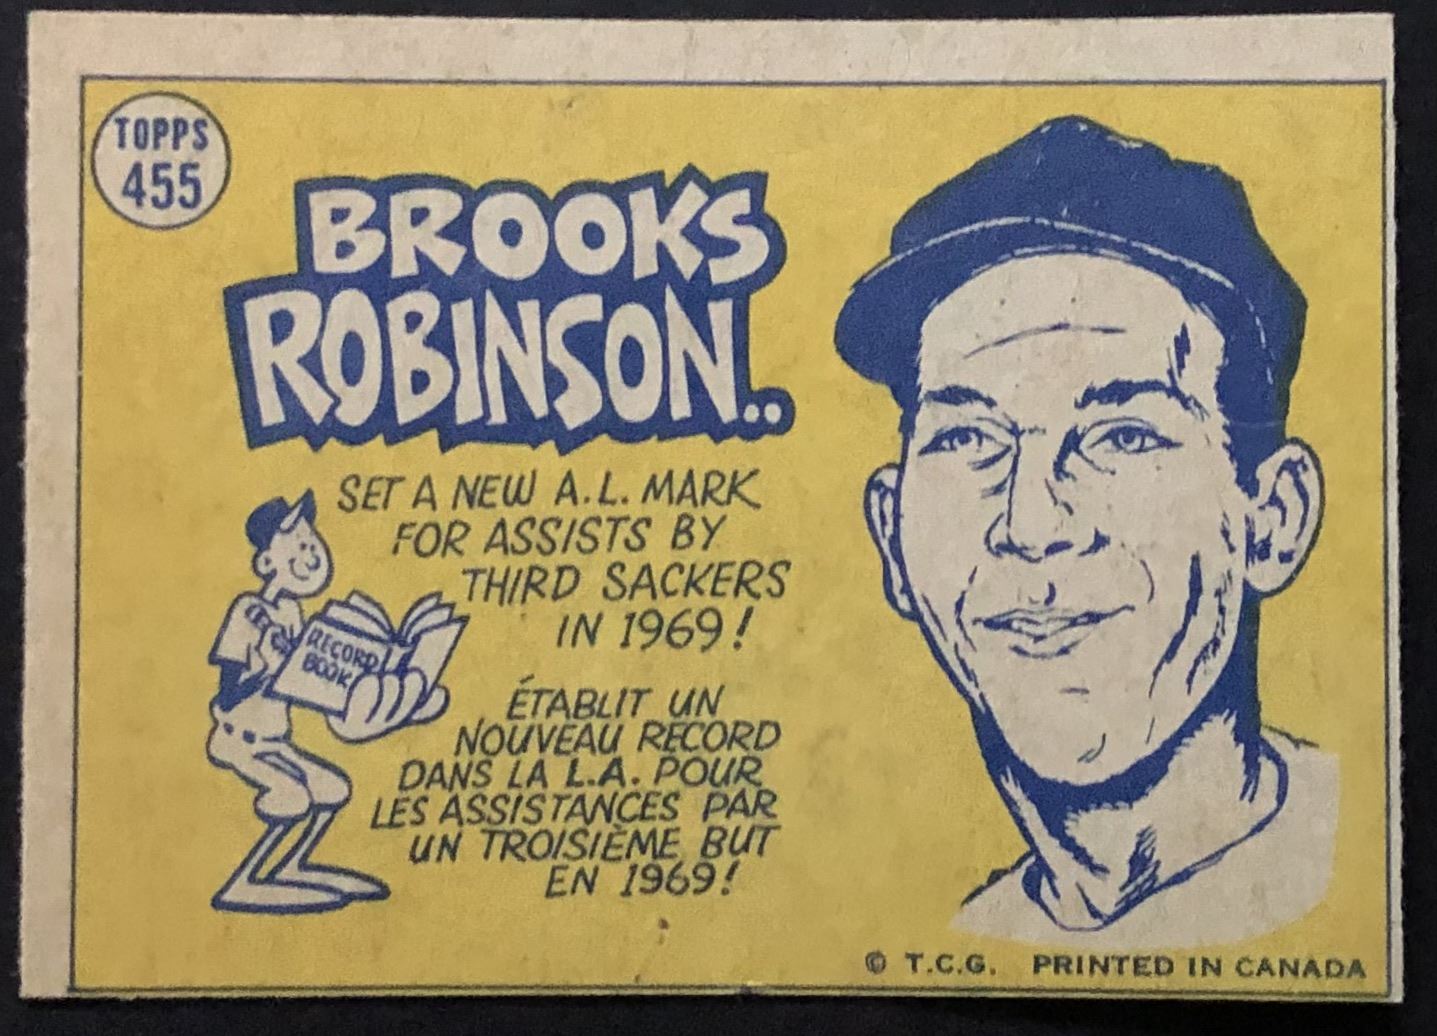 TOPPS
455
BROOKS
ROBINSON..
SET A NEW A.L. MARK
FOR ASSISTS BY
THIRD SACKERS
IN 1969!
RECORD
BOOK
ÉTABLIT UN
NOUVEAU RECORD
DANS LA L.A. POUR
LES ASSISTANCES PAR
UN TROISIÈME BUT
EN 1969!
© T.C.G. PRINTED IN CANADA